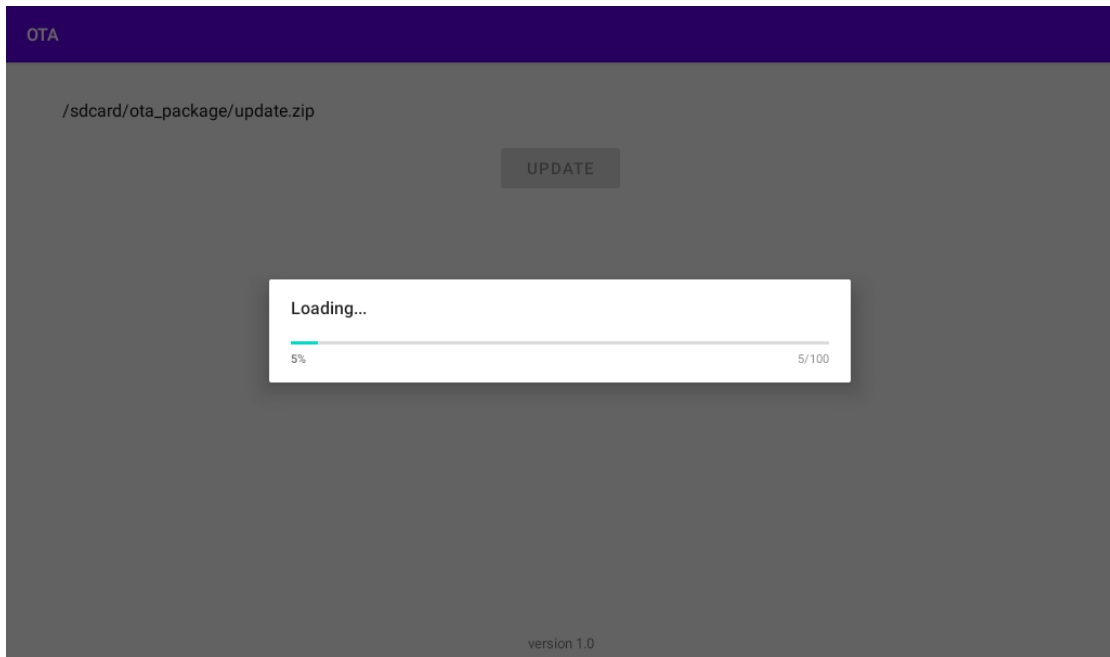 OTA
/sdcard/ota_package/update.zip
UPDATE
Loading...
5% 5/100
version 1.0